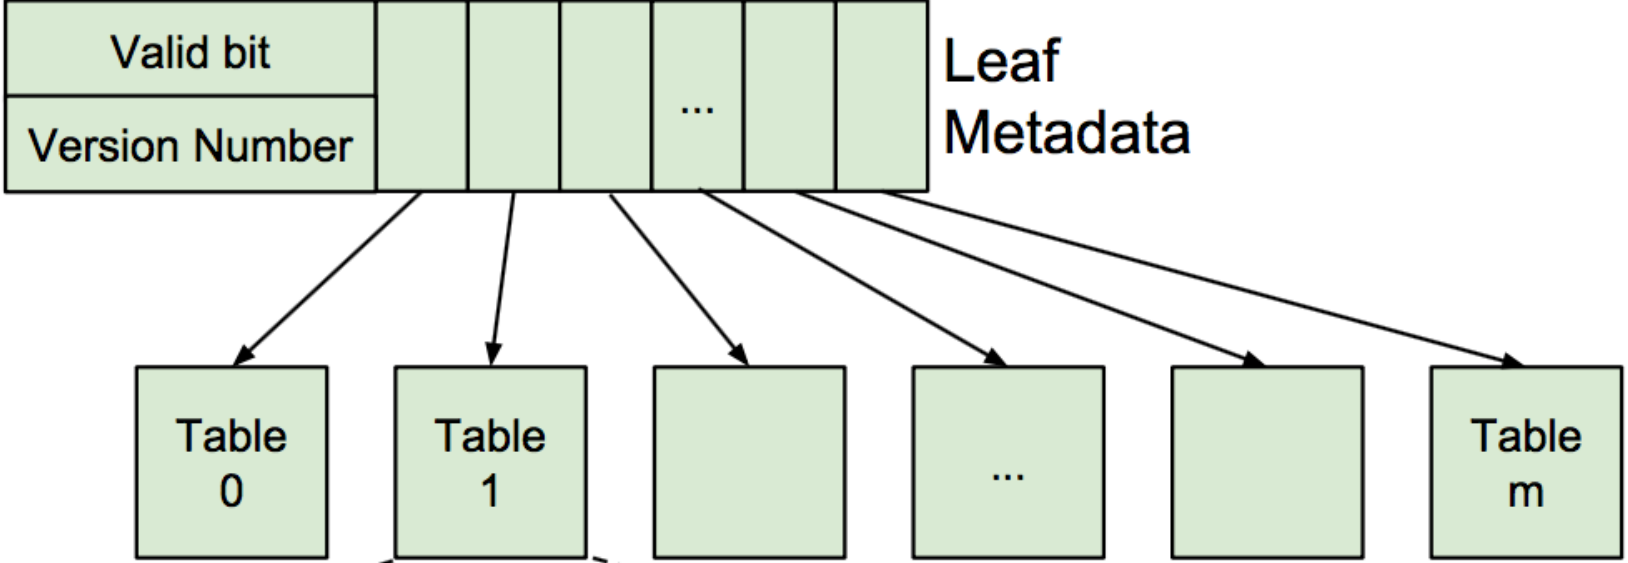 Valid bit
Version Number
...
Leaf
Metadata
Table
0
Table
1
...
Table
m